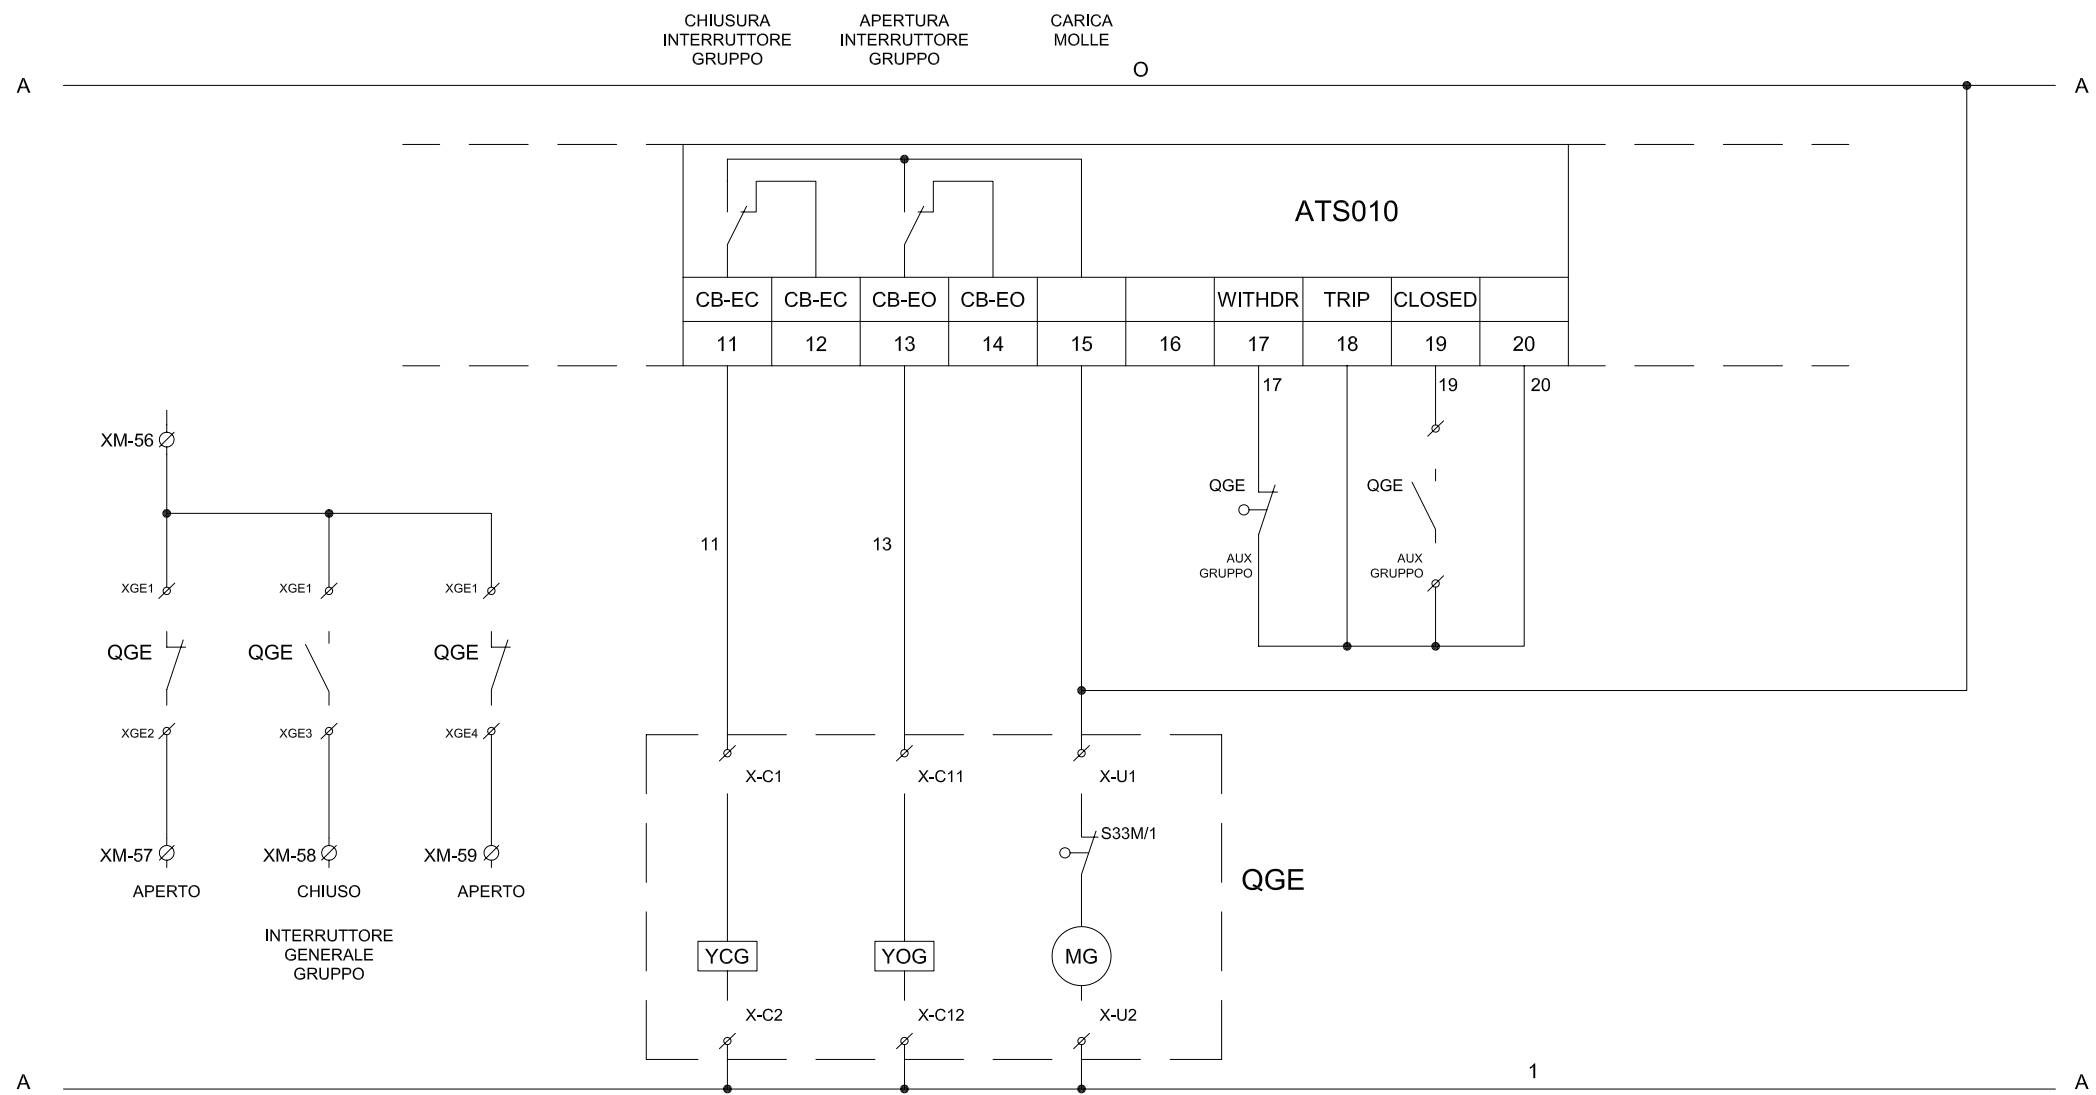 CHIUSURA
INTERRUTTORE
GRUPPO
APERTURA
INTERRUTTORE
GRUPPO
CARICA
MOLLE
A
O
A
ATS010
CB-EC
CB-EC
CB-EO
CB-EO
WITHDR
TRIP
CLOSED
11
12
13
14
15
16
17
18
19
20
17
19
20
XM-56
QGE
QGE
11
13
AUX
GRUPPO
AUX
GRUPPO
XGE1
XGE1
XGE1
QGE
QGE
QGE
XGE2
XGE3
XGE4
X-C1
X-C11
X-U1
S33M/1
XM-57
XM-58
XM-59
APERTO
CHIUSO
APERTO
QGE
INTERRUTTORE
GENERALE
GRUPPO
YCG
YOG
MG
X-C2
X-C12
X-U2
A
1
A